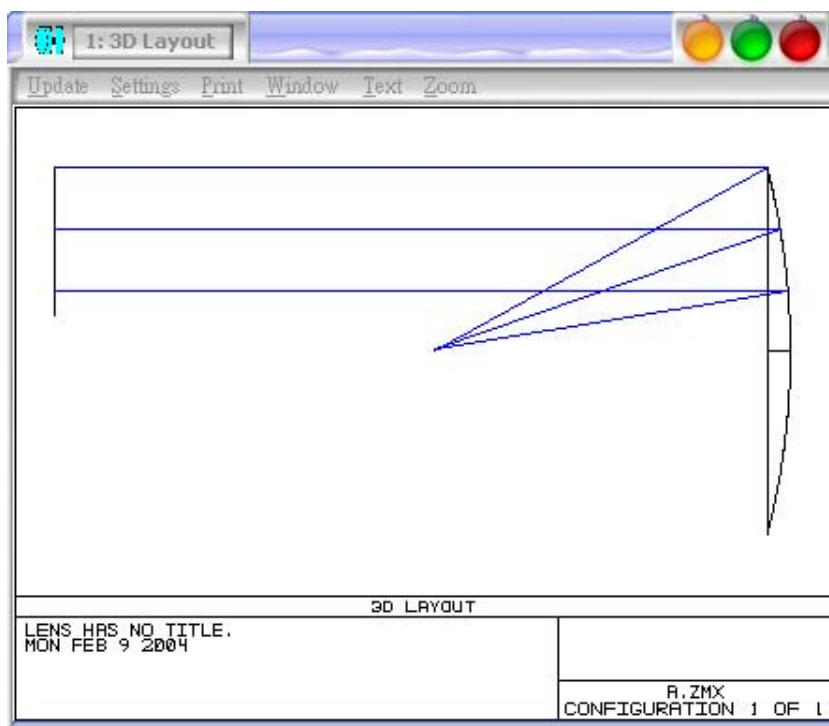 1: 3D Layout
Update Settings Print Window Text Zoom
3D LAYOUT
LENS HAS NO TITLE.
MON FEB 9 2004
A.ZMX
CONFIGURATION 1 OF 1